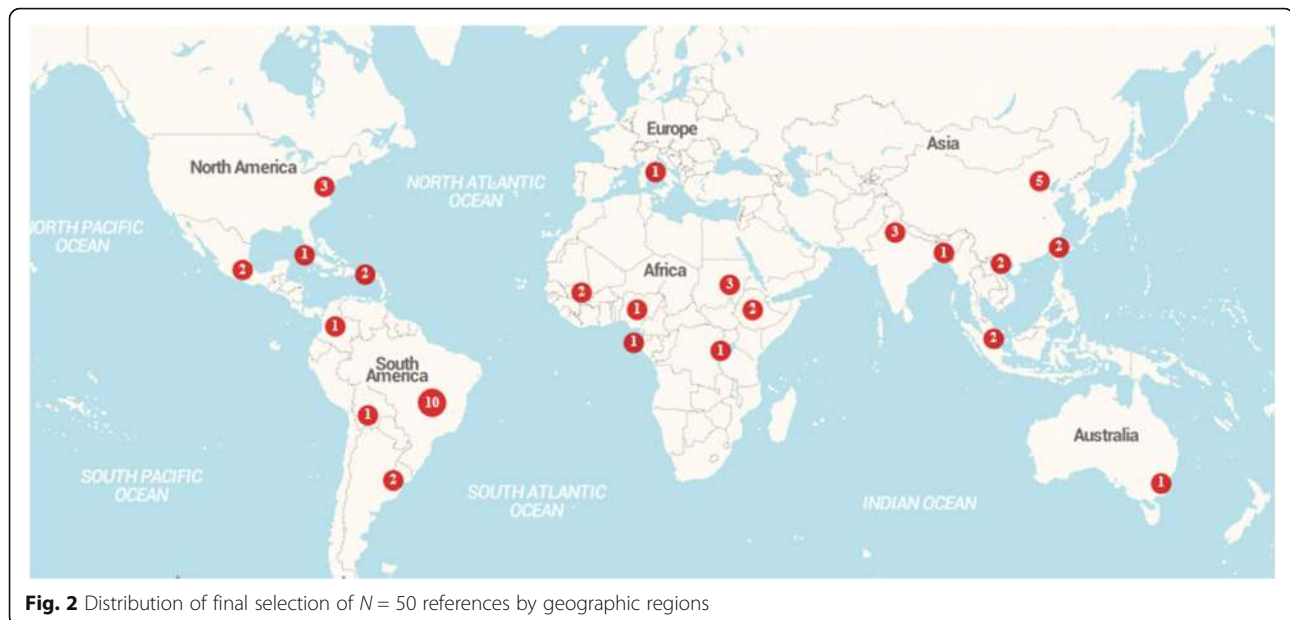 Europe
Asia
North America
NORTH ATLANTIC
OCEAN
1
3
5
NORTH PACIFIC
OCEAN
3
1
2
1
2
2
2
Africa
2
3
1
2
1
2
1
1
South
America
10
1
Australia
2
1
SOUTH PACIFIC
OCEAN
SOUTH ATLANTIC
OCEAN
INDIAN OCEAN
Fig. 2 Distribution of final selection of N = 50 references by geographic regions